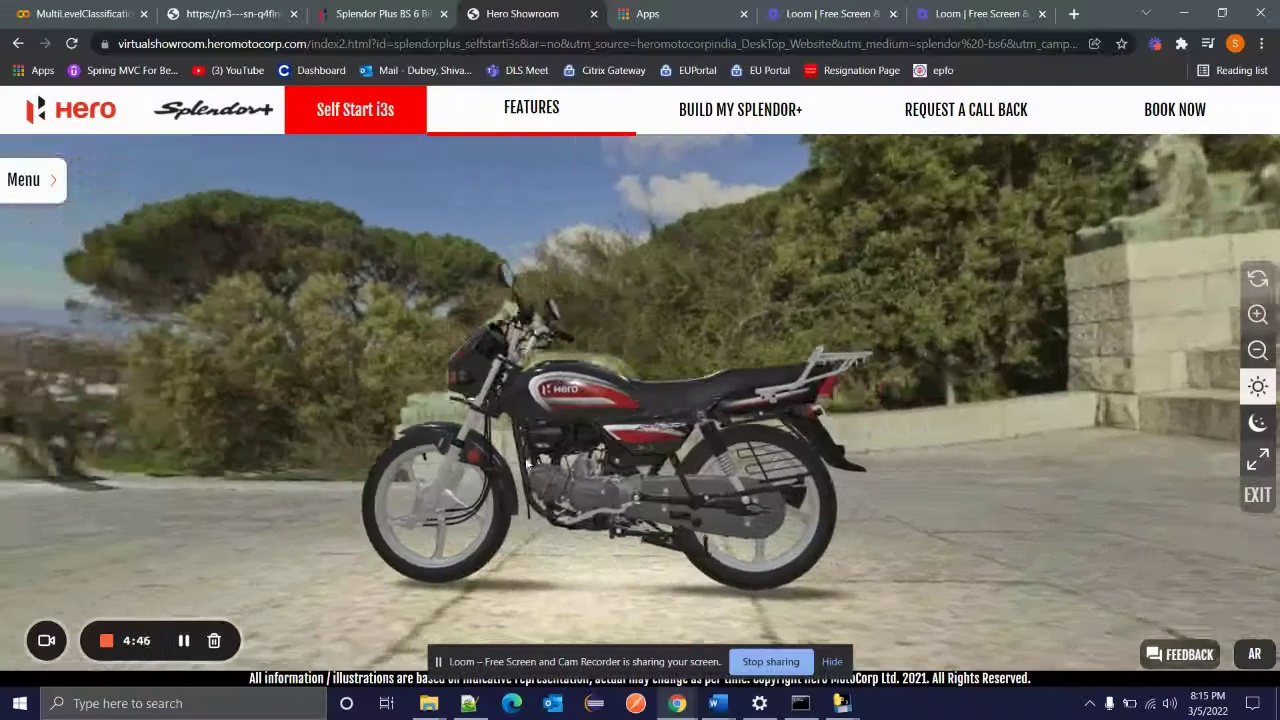 MultiLevelClassificati
https://rr3---sn-q4flrn
Splendor Plus BS 6 Bi
Hero Showroom
Apps
Loom | Free Screen &
Loom | Free Screen &
virtualshowroom.heromotocorp.com/index2.html?id=splendorplus_selfstarti3s&ar=no&utm_source=heromotocorpindia_DeskTop_Website&utm_medium=splendor%20-bs6&utm_camp...
Apps
Spring MVC For Be...
(3) YouTube
Dashboard
Mail - Dubey, Shiva...
DLS MoM
Citrix Gateway
EUPortal
EU Portal
Resignation Page
epfo
Reading list
Hero
Splendor+
Self Start i3s
FEATURES
BUILD MY SPLENDOR+
REQUEST A CALL BACK
BOOK NOW
Menu
Hero
EXIT
4:46
Loom – Free Screen and Cam Recorder is sharing your screen.
Stop sharing
Hide
FEEDBACK
AR
All information / illustrations are based on indicative representation, actual may change as per time. Copyright Hero MotoCorp Ltd. 2021. All Rights Reserved.
Type here to search
8:15 PM
3/5/2022